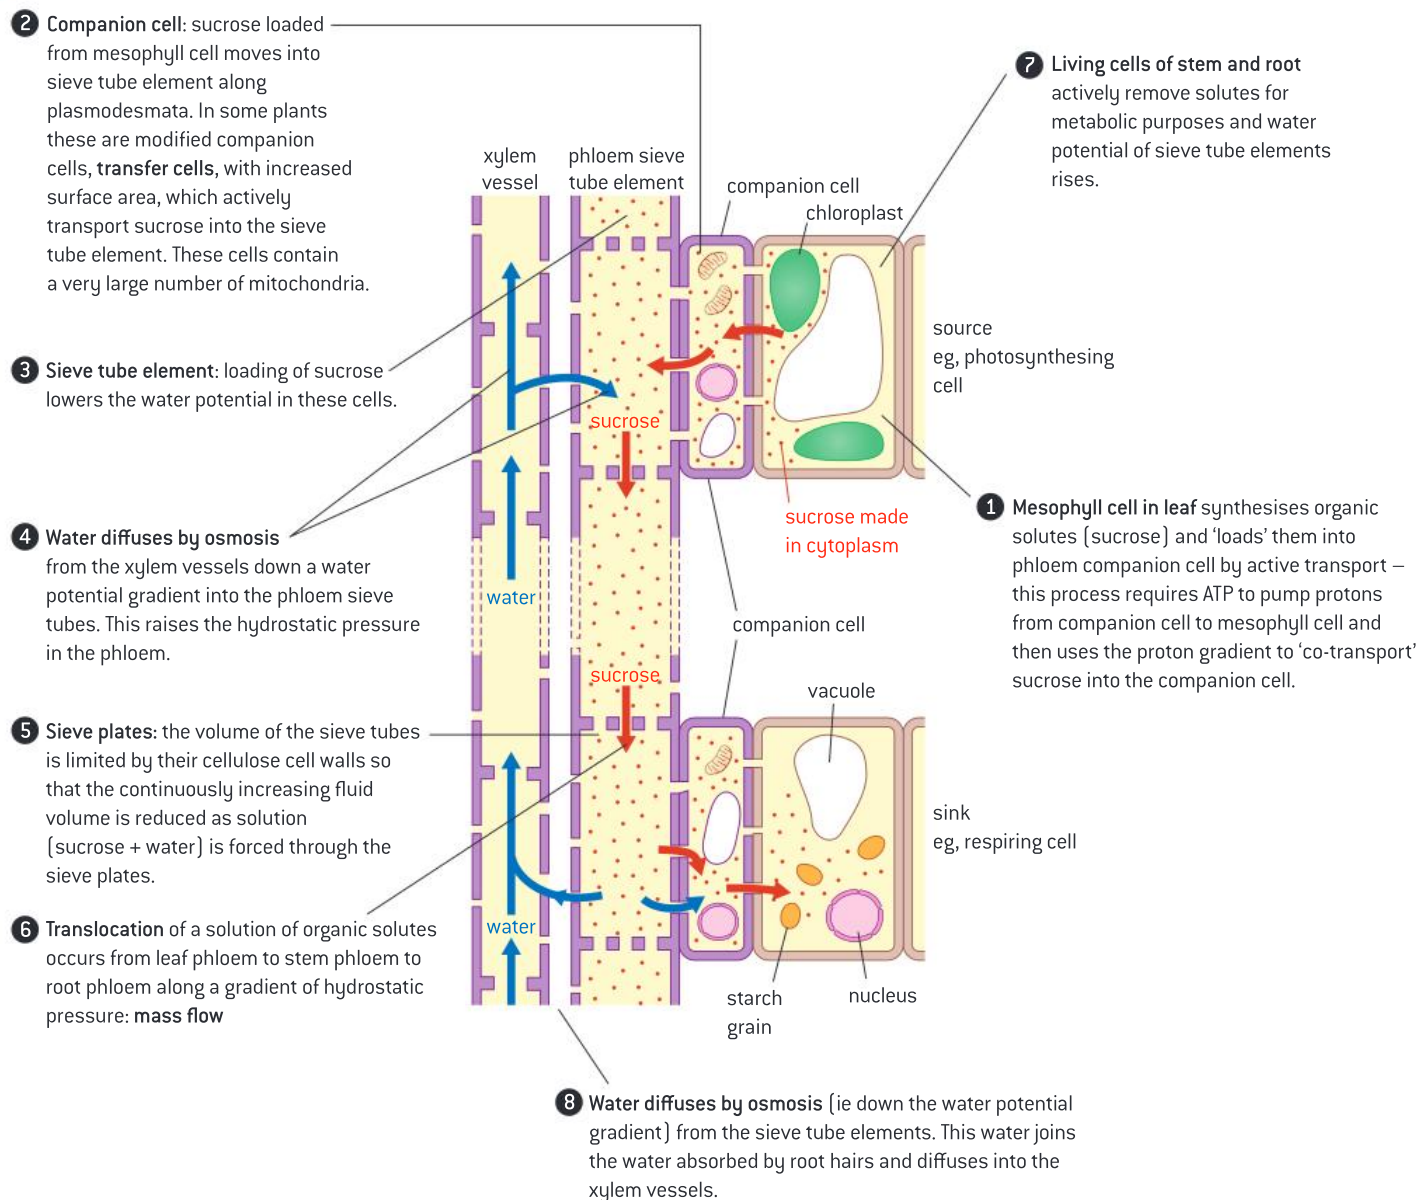 2 Companion cell: sucrose loaded
from mesophyll cell moves into
sieve tube element along
plasmodesmata. In some plants
these are modified companion
cells, transfer cells, with increased
surface area, which actively
transport sucrose into the sieve
tube element. These cells contain
a very large number of mitochondria.
3 Sieve tube element: loading of sucrose
lowers the water potential in these cells.
4 Water diffuses by osmosis
from the xylem vessels down a water
potential gradient into the phloem sieve
tubes. This raises the hydrostatic pressure
in the phloem.
5 Sieve plates: the volume of the sieve tubes
is limited by their cellulose cell walls so
that the continuously increasing fluid
volume is reduced as solution
(sucrose + water) is forced through the
sieve plates.
6 Translocation of a solution of organic solutes
occurs from leaf phloem to stem phloem to
root phloem along a gradient of hydrostatic
pressure: mass flow
xylem
vessel
phloem sieve
tube element
companion cell
chloroplast
sucrose
water
sucrose
water
sucrose made
in cytoplasm
companion cell
vacuole
starch
grain
nucleus
source
eg, photosynthesing
cell
sink
eg, respiring cell
7 Living cells of stem and root
actively remove solutes for
metabolic purposes and water
potential of sieve tube elements
rises.
1 Mesophyll cell in leaf synthesises organic
solutes (sucrose) and ‘loads’ them into
phloem companion cell by active transport –
this process requires ATP to pump protons
from companion cell to mesophyll cell and
then uses the proton gradient to ‘co-transport’
sucrose into the companion cell.
8 Water diffuses by osmosis (ie down the water potential
gradient) from the sieve tube elements. This water joins
the water absorbed by root hairs and diffuses into the
xylem vessels.